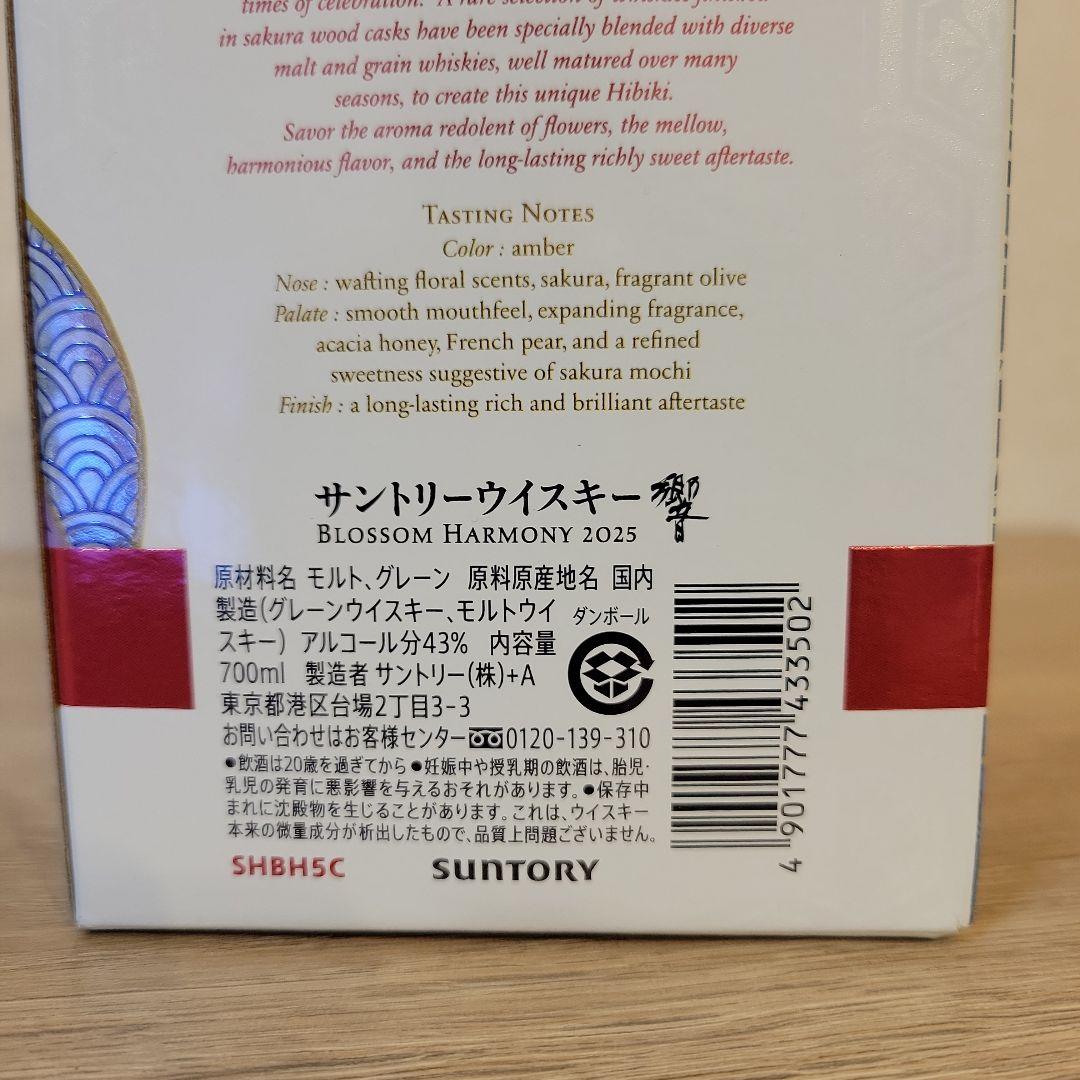 times of celebration. A rare selection of whiskies finished
in sakura wood casks have been specially blended with diverse
malt and grain whiskies, well matured over many
seasons, to create this unique Hibiki.
Savor the aroma redolent of flowers, the mellow,
harmonious flavor, and the long-lasting richly sweet aftertaste.
TASTING NOTES
Color : amber
Nose : wafting floral scents, sakura, fragrant olive
Palate : smooth mouthfeel, expanding fragrance,
acacia honey, French pear, and a refined
sweetness suggestive of sakura mochi
Finish : a long-lasting rich and brilliant aftertaste
サントリーウイスキー響
BLOSSOM HARMONY 2025
原材料名 モルト、グレーン 原料原産地名 国内
製造(グレーンウイスキー、モルトウイ
スキー) アルコール分43% 内容量
700ml 製造者 サントリー(株)+A
東京都港区台場2丁目3-3
ダンボール
お問い合わせはお客様センター0120-139-310
●飲酒は20歳を過ぎてから ●妊娠中や授乳期の飲酒は、胎児・
乳児の発育に悪影響を与えるおそれがあります。●保存中
まれに沈殿物を生じることがあります。これは、ウイスキー
本来の微量成分が析出したもので、品質上問題ございません。
SHBH5C
SUNTORY
4 901777 433502